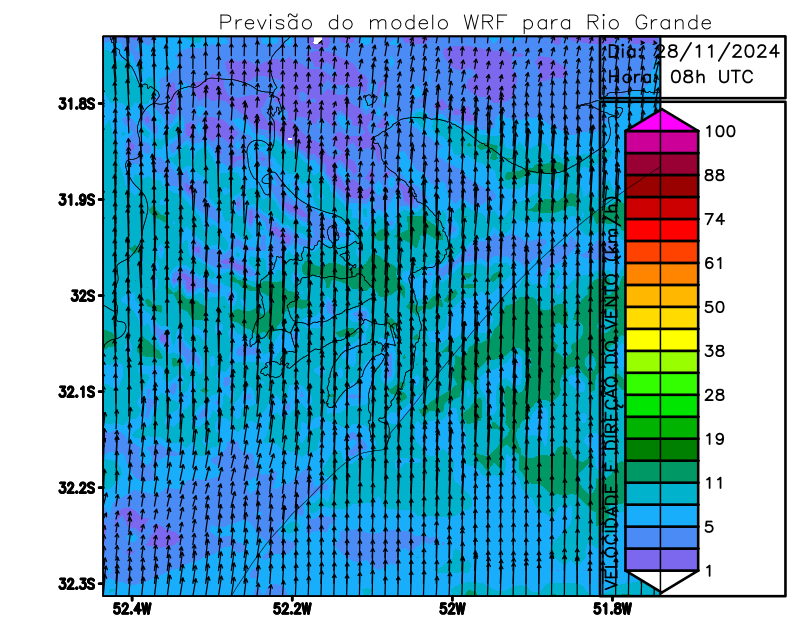 Previsão do modelo WRF para Rio Grande
Dia: 28/11/2024
Hora: 08h UTC
31.8S
31.9S
32S
32.1S
32.2S
32.3S
52.4W
52.2W
52W
51.8W
VELOCIDADE E DIREÇÃO DO VENTO (km/h)
100
88
74
61
50
38
28
19
11
5
1